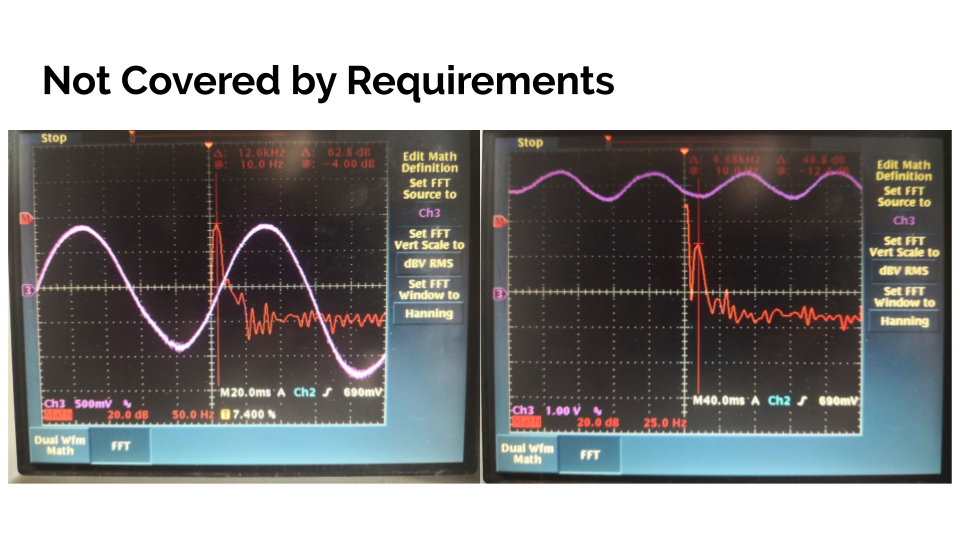 Not Covered by Requirements
Stop
Δ: 12.6kHz Δ: 62.8 dB
@: 10.0 Hz @: -4.00 dB
Edit Math
Definition
Set FFT
Source to
Ch3
Set FFT
Vert Scale to
dBV RMS
Set FFT
Window to
Hanning
3
M20.0ms A Ch2 690mV
Ch3 500mV
Math 20.0 dB 50.0 Hz 7.400 %
Dual Wfm
Math
FFT
Stop
10.0 Hz
48.8 dB
Edit Math
Definition
Set FFT
Source to
Ch3
Set FFT
Vert Scale to
dBV RMS
Set FFT
Window to
Hanning
3
M40.0ms A Ch2 690mV
Ch3 1.00 V
Math 20.0 dB 25.0 Hz
Dual Wfm
Math
FFT